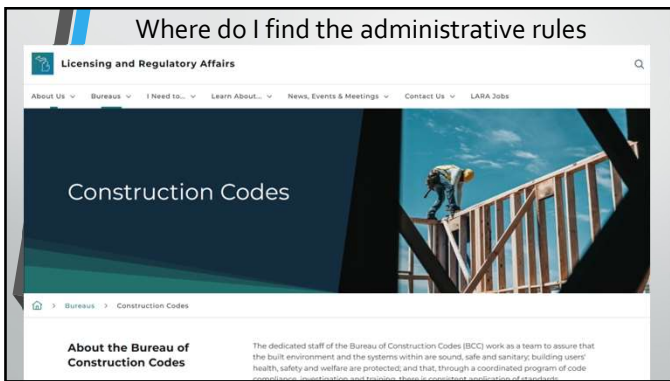 Where do I find the administrative rules
Licensing and Regulatory Affairs
About Us Bureaus I Need to... Learn About... News, Events & Meetings Contact Us LARA Jobs
Construction Codes
> Bureaus > Construction Codes
About the Bureau of
Construction Codes
The dedicated staff of the Bureau of Construction Codes (BCC) work as a team to assure that
the built environment and the systems within are sound, safe and sanitary; building users'
health, safety and welfare are protected; and that, through a coordinated program of code
compliance, investigation and training, there is consistent application of standards.